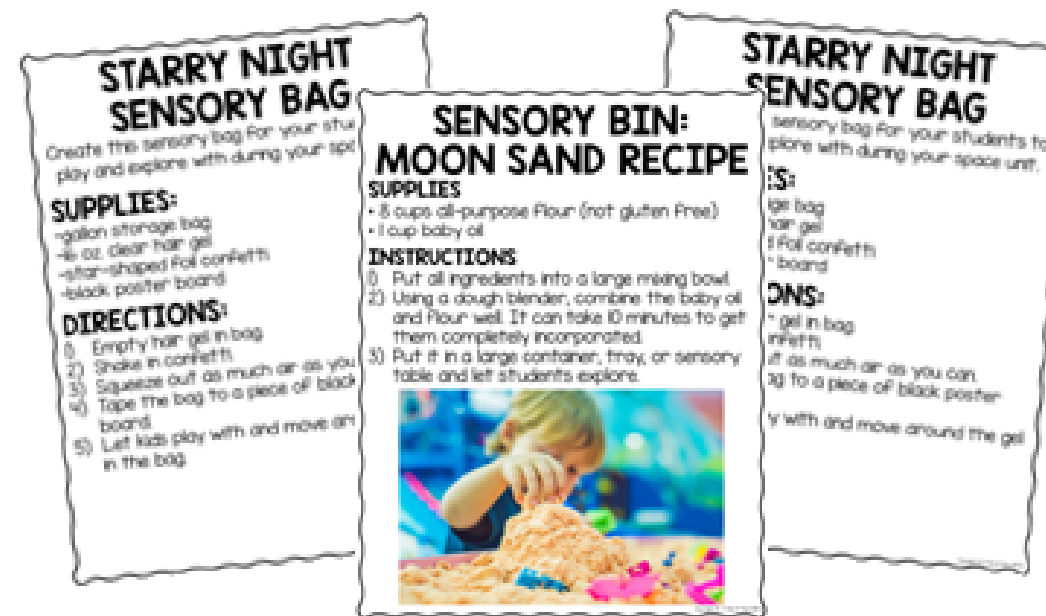 STARRY NIGHT
SENSORY BAG
Create this sensory bag for your stu
play and explore with during your spa
SUPPLIES:
-gallon storage bag
-16 oz. clear hair gel
-star-shaped foil confetti
-black poster board
DIRECTIONS:
1) Empty hair gel in bag.
2) Shake in confetti.
3) Squeeze out as much air as you
4) Tape the bag to a piece of black
board.
5) Let kids play with and move ar
in the bag.
SENSORY BIN:
MOON SAND RECIPE
SUPPLIES
• 8 cups all-purpose flour (not gluten free)
• 1 cup baby oil
INSTRUCTIONS
1) Put all ingredients into a large mixing bowl.
2) Using a dough blender, combine the baby oil
and flour well. It can take 10 minutes to get
them completely incorporated.
3) Put it in a large container, tray, or sensory
table and let students explore.
STARRY NIGHT
SENSORY BAG
sensory bag for your students to
plore with during your space unit.
ES:
ge bag
hair gel
d foil confetti
r board
ONS:
r gel in bag.
nfetti.
ut as much air as you can.
ag to a piece of black poster
y with and move around the gel